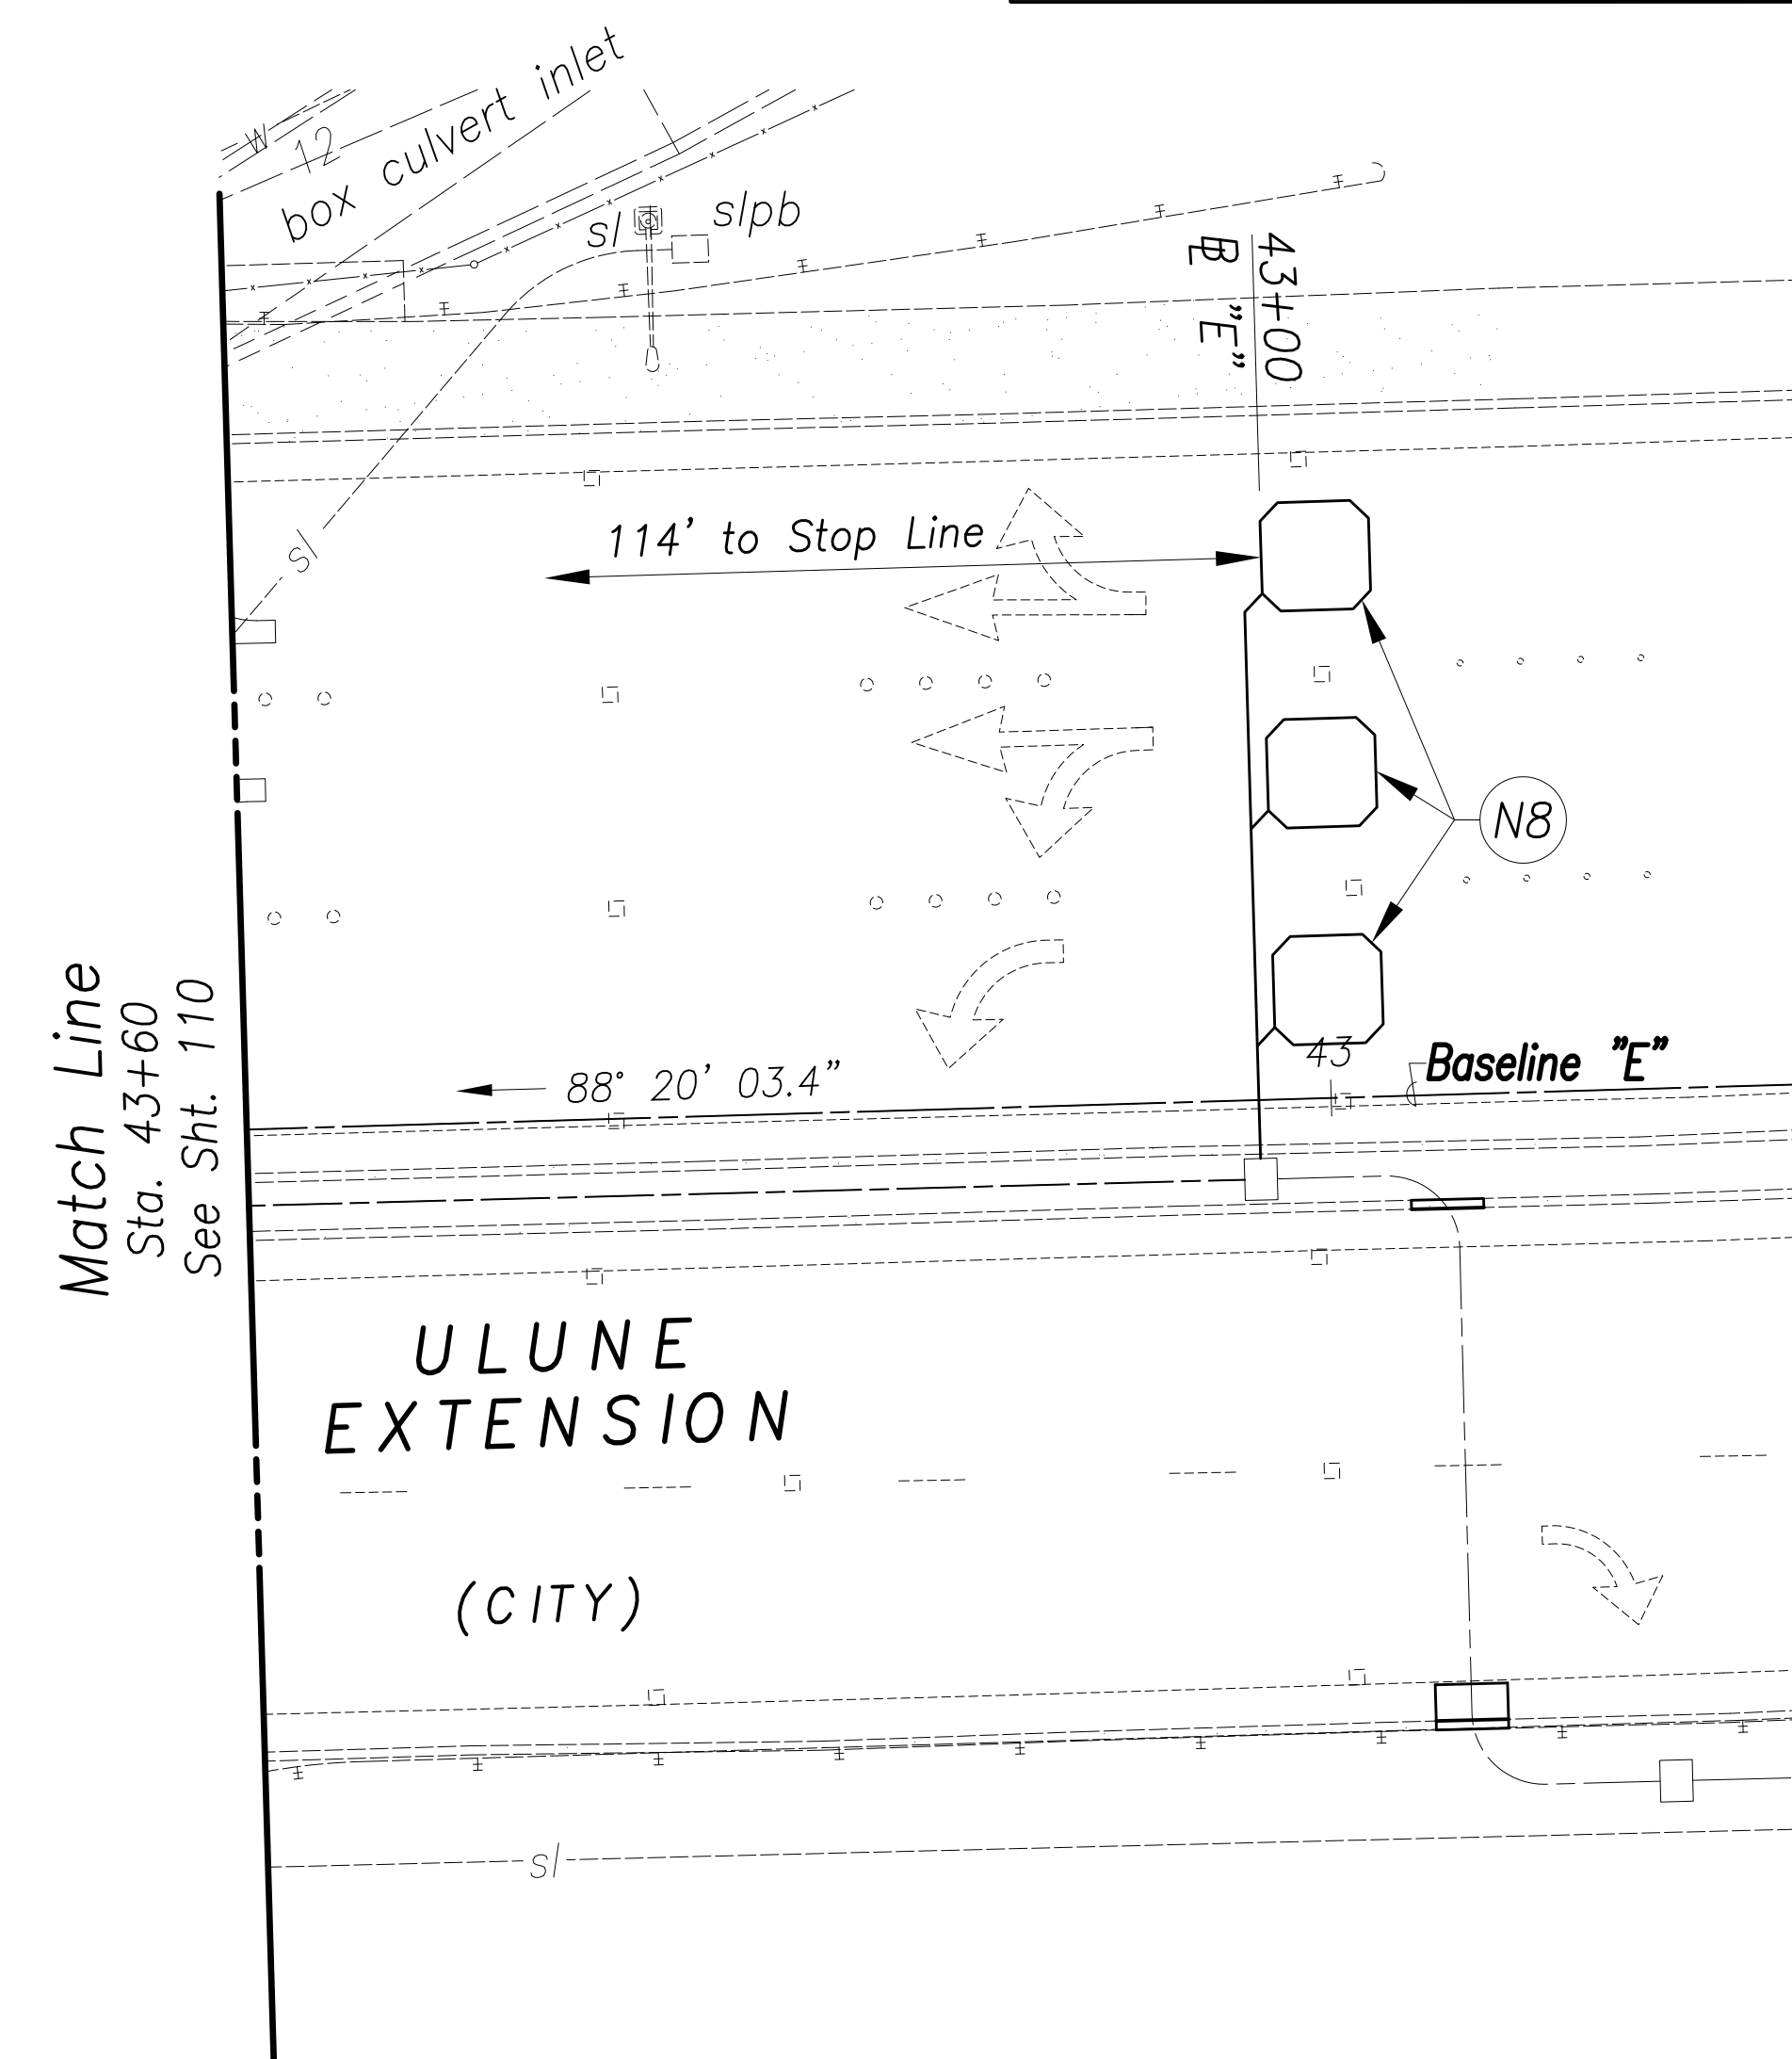 box culvert inlet
W
12
sl
slpb
BL "E"
43+00
114' to Stop Line
sl
N8
Match Line
Sta. 43+60
See Sht. 110
43
Baseline "E"
88° 20' 03.4"
ULUNE
EXTENSION
(CITY)
sl